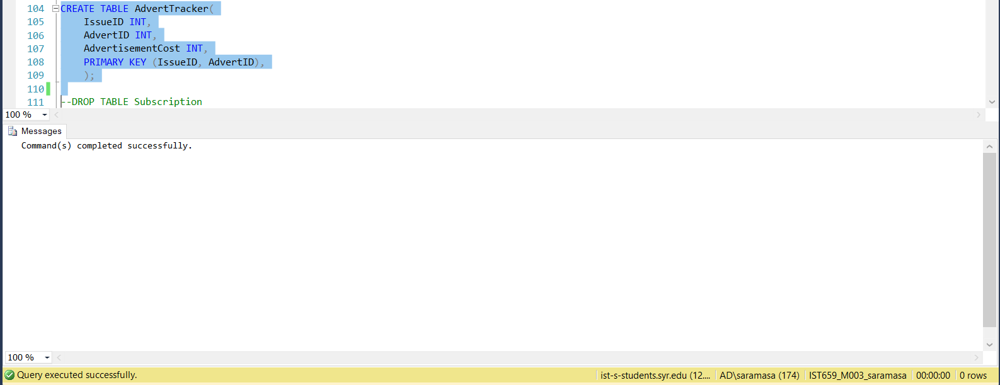 104 CREATE TABLE AdvertTracker(
105 IssueID INT,
106 AdvertID INT,
107 AdvertisementCost INT,
108 PRIMARY KEY (IssueID, AdvertID),
109 );
110
111 --DROP TABLE Subscription
100 %
Messages
Command(s) completed successfully.
100 %
Query executed successfully. ist-s-students.syr.edu (12.... AD\saramasa (174) IST659_M003_saramasa 00:00:00 0 rows